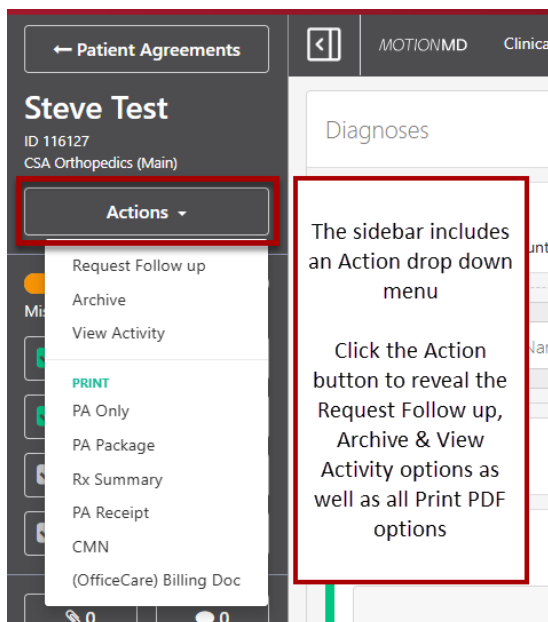 ← Patient Agreements
MOTIONMD
Steve Test
ID 116127
CSA Orthopedics (Main)
Diagnoses
Actions
Request Follow up
Archive
View Activity
PRINT
PA Only
PA Package
Rx Summary
PA Receipt
CMN
(OfficeCare) Billing Doc
0
0
The sidebar includes
an Action drop down
menu
Click the Action
button to reveal the
Request Follow up,
Archive & View
Activity options as
well as all Print PDF
options